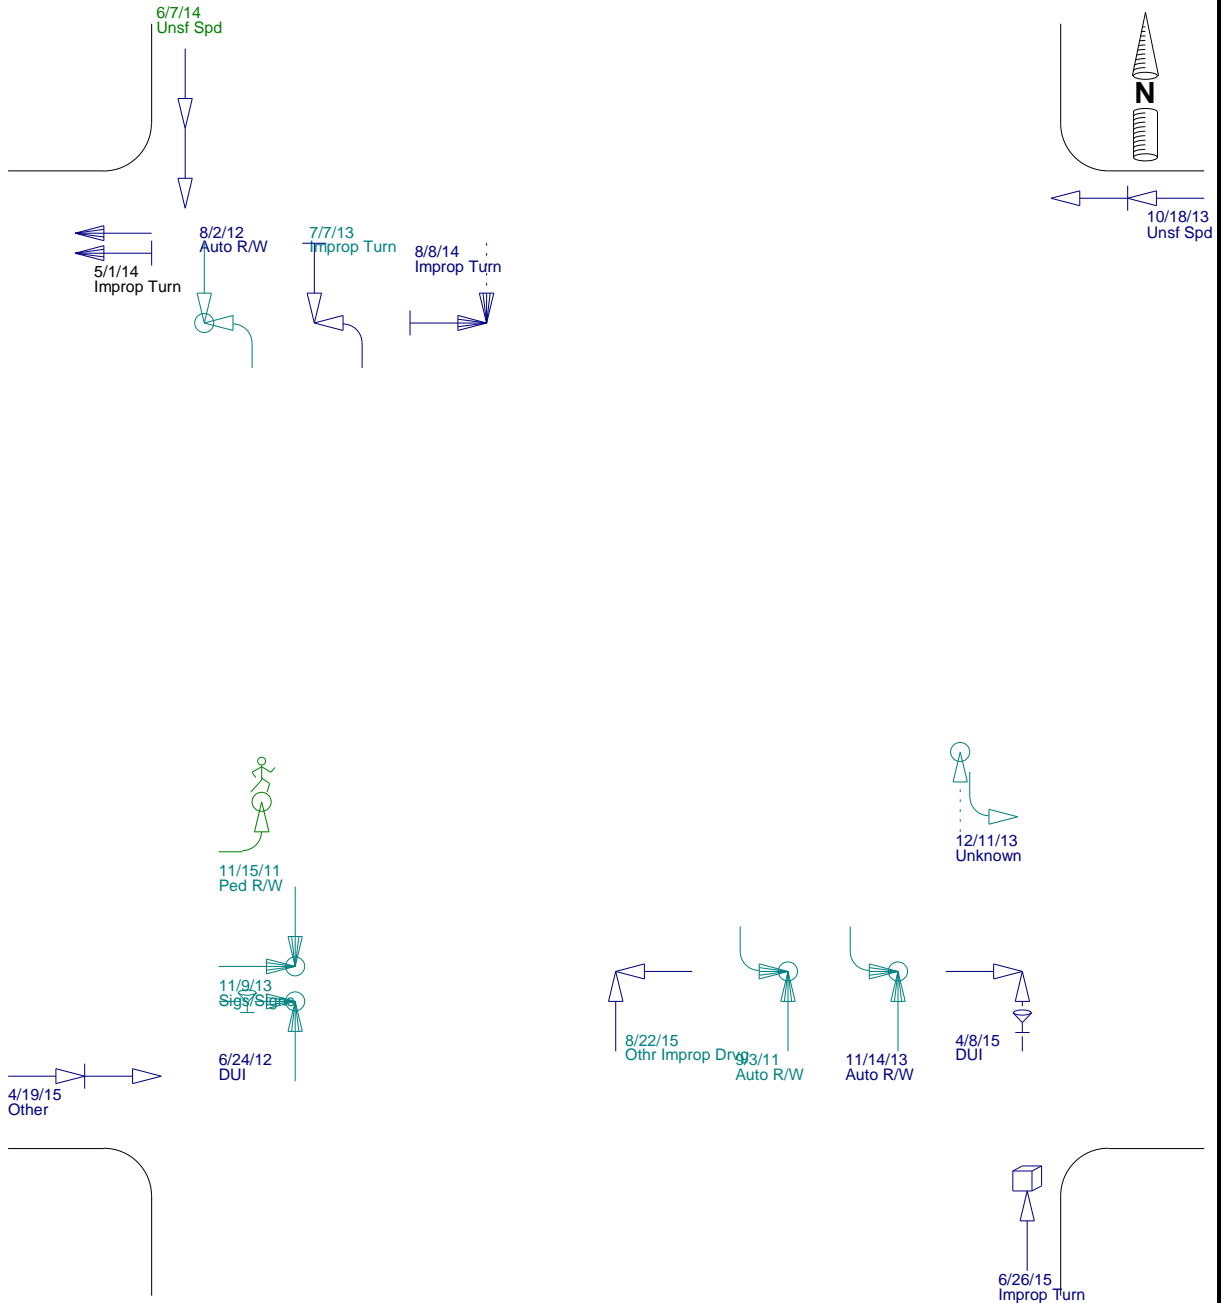 6/7/14
Unsf Spd
N
10/18/13
Unsf Spd
8/2/12
Auto R/W
7/7/13
Improp Turn
8/8/14
Improp Turn
5/1/14
Improp Turn
12/11/13
Unknown
11/15/11
Ped R/W
11/9/13
Sigs/Signs
6/24/12
DUI
4/19/15
Other
8/22/15
Othr Improp Drvg
9/3/11
Auto R/W
11/14/13
Auto R/W
4/8/15
DUI
6/26/15
Improp Turn